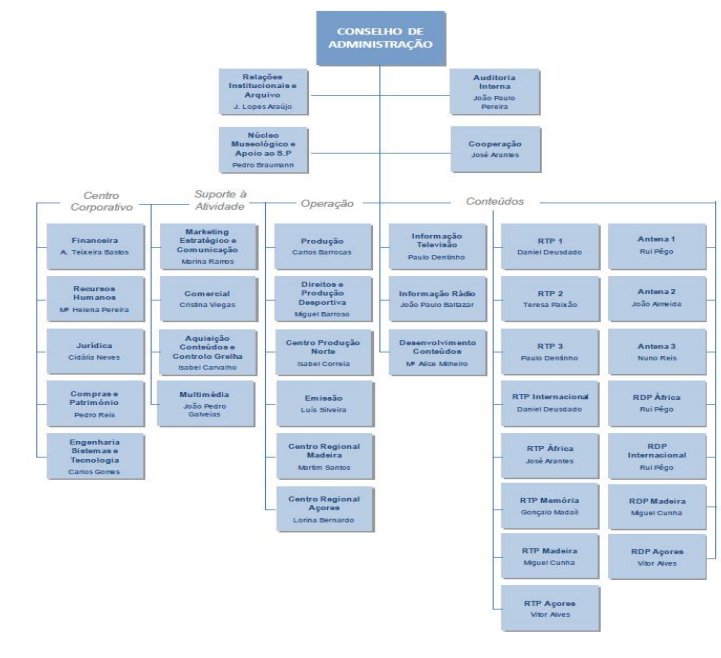 CONSELHO DE
ADMINISTRAÇÃO
Relações
Institucionais e
Arquivo
J. Lopes Araújo
Auditoria
Interna
João Paulo
Pereira
Núcleo
Museológico e
Apoio ao S.P
Pedro Braumann
Cooperação
José Arantes
Centro
Corporativo
Suporte à
Atividade
Operação
Conteúdos
Financeira
A. Teixeira Bastos
Recursos
Humanos
Mª Helena Pereira
Jurídica
Cidália Neves
Compras e
Património
Pedro Reis
Engenharia
Sistemas e
Tecnologia
Carlos Gomes
Marketing
Estratégico e
Comunicação
Marina Ramos
Comercial
Cristina Viegas
Aquisição
Conteúdos e
Controlo Grelha
Isabel Carvalho
Multimédia
João Pedro
Galveias
Produção
Carlos Barrocas
Direitos e
Produção
Desportiva
Miguel Barroso
Centro Produção
Norte
Isabel Correia
Emissão
Luís Silveira
Centro Regional
Madeira
Martim Santos
Centro Regional
Açores
Lorina Bernardo
Informação
Televisão
Paulo Dentinho
Informação Rádio
João Paulo Baltazar
Desenvolvimento
Conteúdos
Mª Alice Milheiro
RTP 1
Daniel Deusdado
RTP 2
Teresa Paixão
RTP 3
Paulo Dentinho
RTP Internacional
Daniel Deusdado
RTP África
José Arantes
RTP Memória
Gonçalo Madaíl
RTP Madeira
Miguel Cunha
RTP Açores
Vitor Alves
Antena 1
Rui Pêgo
Antena 2
João Almeida
Antena 3
Nuno Reis
RDP África
Rui Pêgo
RDP
Internacional
Rui Pêgo
RDP Madeira
Miguel Cunha
RDP Açores
Vitor Alves